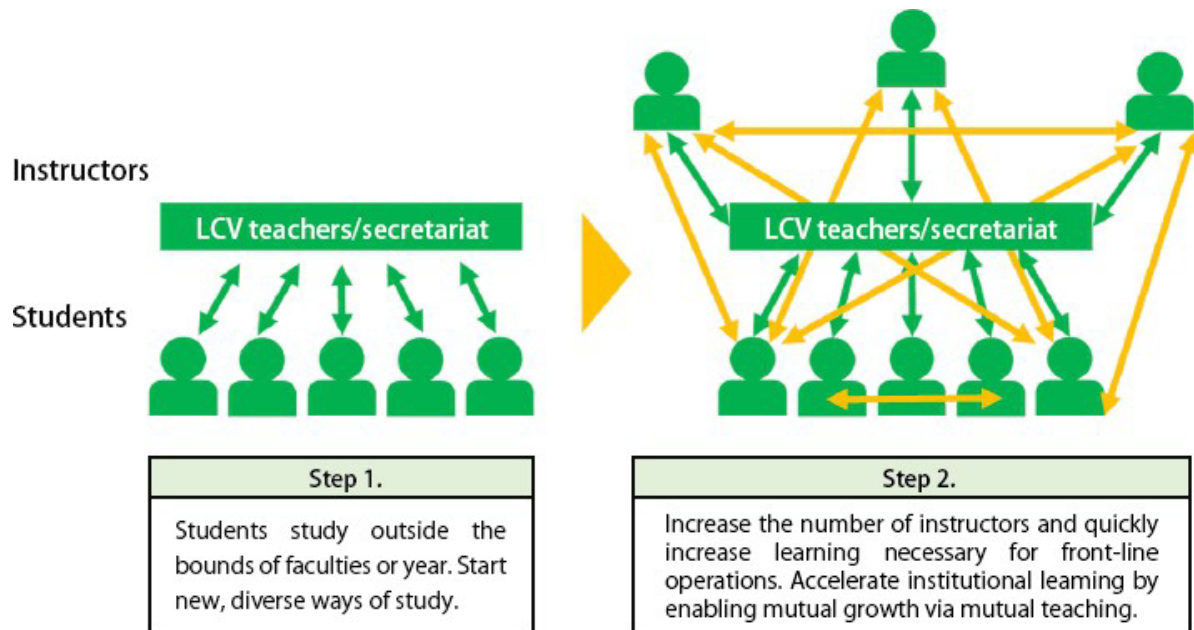 Instructors
LCV teachers/secretariat
Students
LCV teachers/secretariat
Step 1.
Students study outside the
bounds of faculties or year. Start
new, diverse ways of study.
Step 2.
Increase the number of instructors and quickly
increase learning necessary for front-line
operations. Accelerate institutional learning by
enabling mutual growth via mutual teaching.